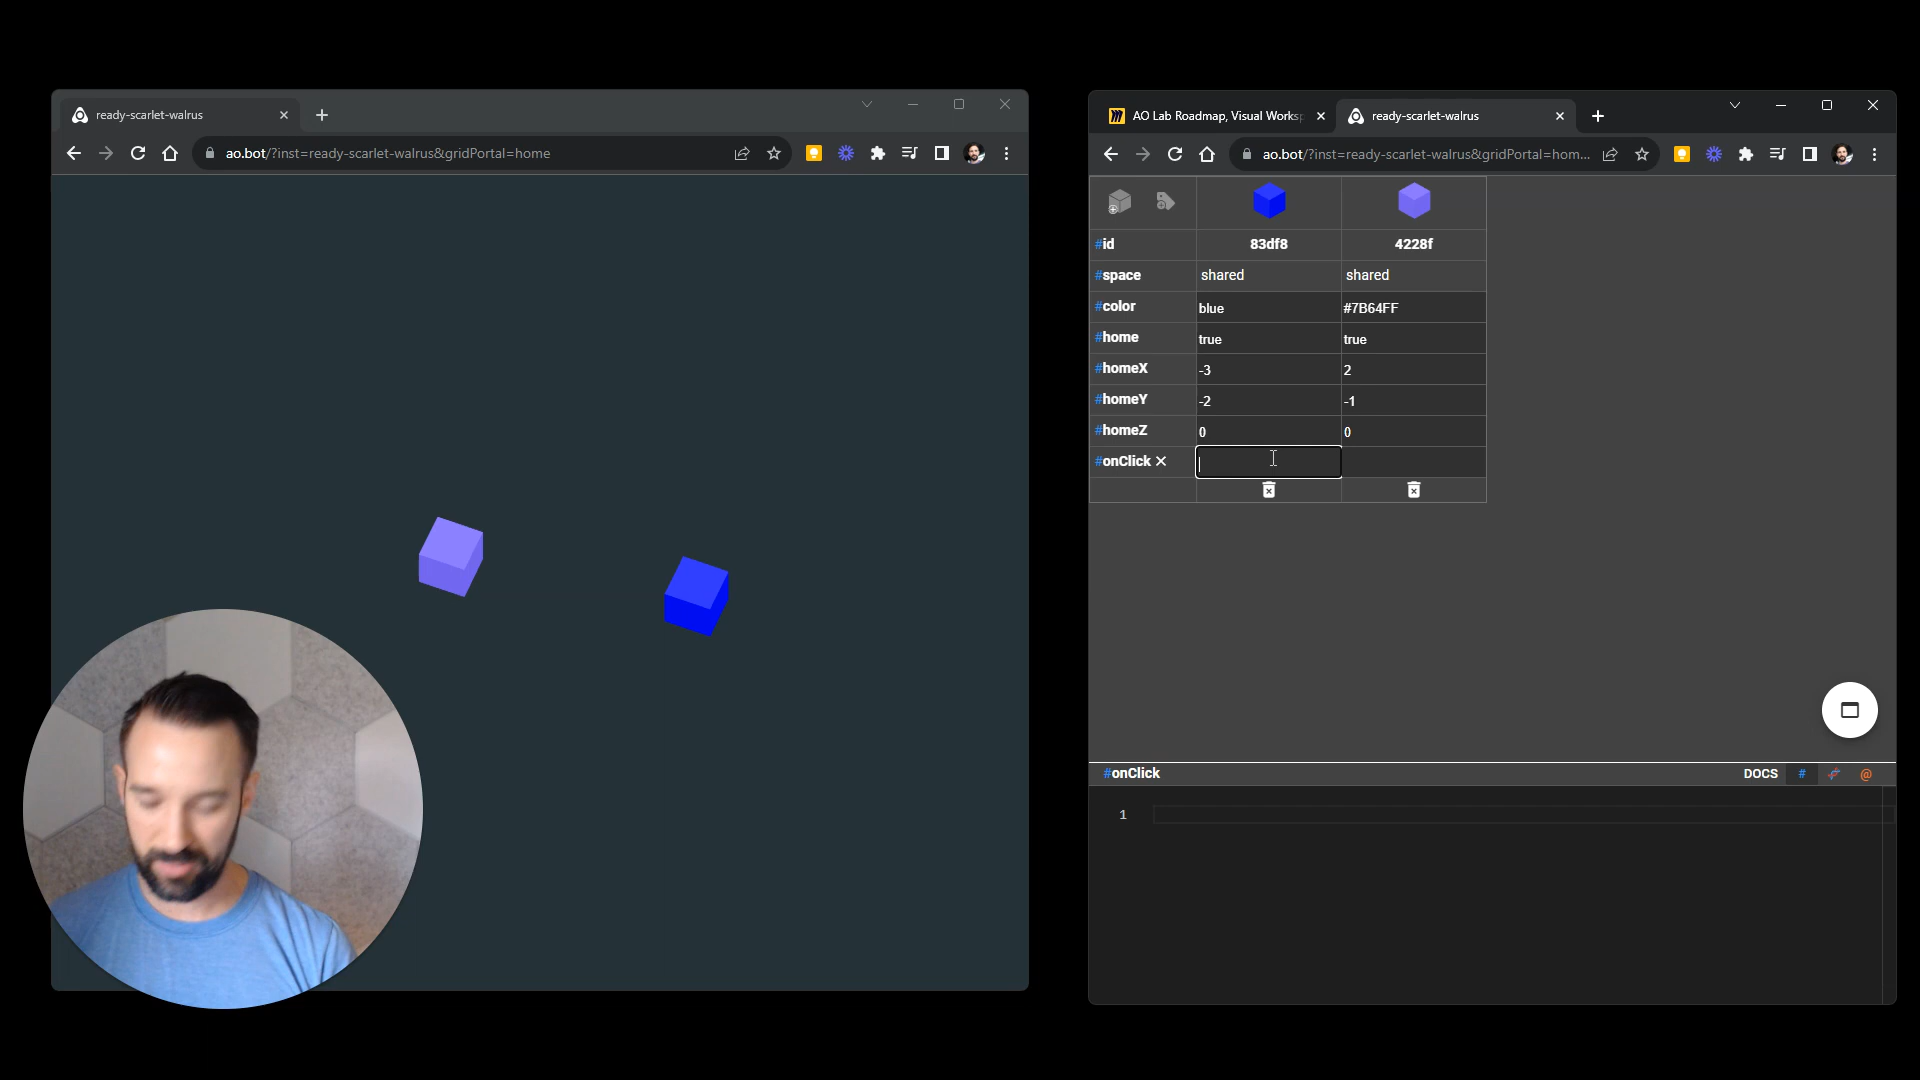 ready-scarlet-walrus
ao.bot/?inst=ready-scarlet-walrus&gridPortal=home
AO Lab Roadmap, Visual Worksp
ready-scarlet-walrus
ao.bot/?inst=ready-scarlet-walrus&gridPortal=hom...
#id 83df8 4228f
#space shared shared
#color blue #7B64FF
#home true true
#homeX -3 2
#homeY -2 -1
#homeZ 0 0
#onClick
#onClick DOCS # @
1